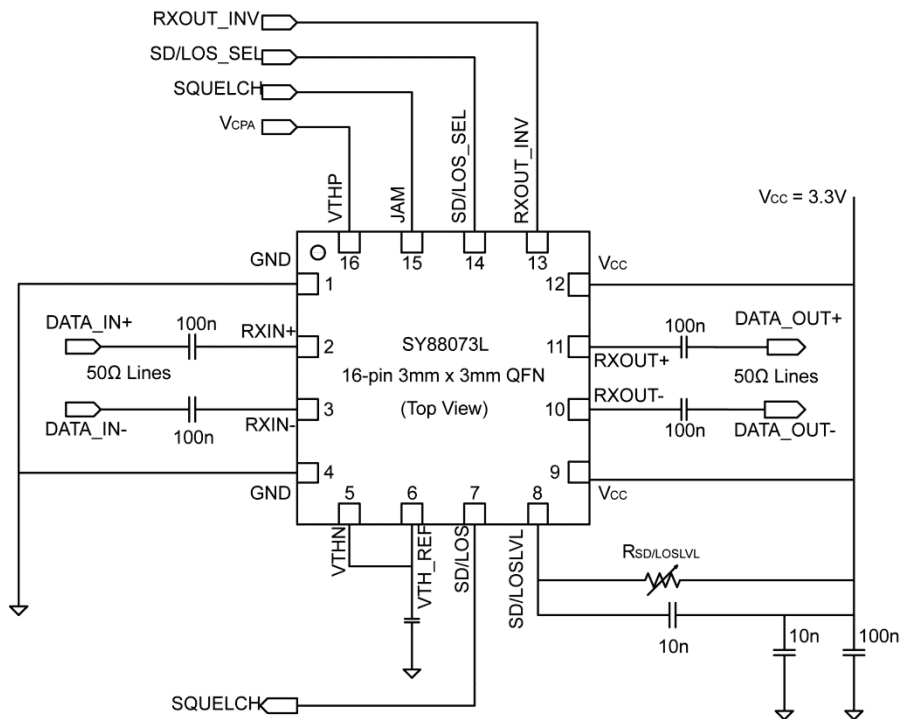 RXOUT_INV
SD/LOS_SEL
SQUELCH
VCPA
VTHP
JAM
SD/LOS_SEL
RXOUT_INV
VCC = 3.3V
GND
16
15
14
13
VCC
1
12
DATA_IN+
100n
RXIN+
2
SY88073L
11
RXOUT+
100n
DATA_OUT+
50Ω Lines
16-pin 3mm x 3mm QFN
50Ω Lines
DATA_IN-
100n
RXIN-
3
(Top View)
10
RXOUT-
100n
DATA_OUT-
4
9
GND
5
6
7
8
VCC
VTHN
VTH_REF
SD/LOS
SD/LOSLVL
RSD/LOSLVL
10n
10n
100n
SQUELCH